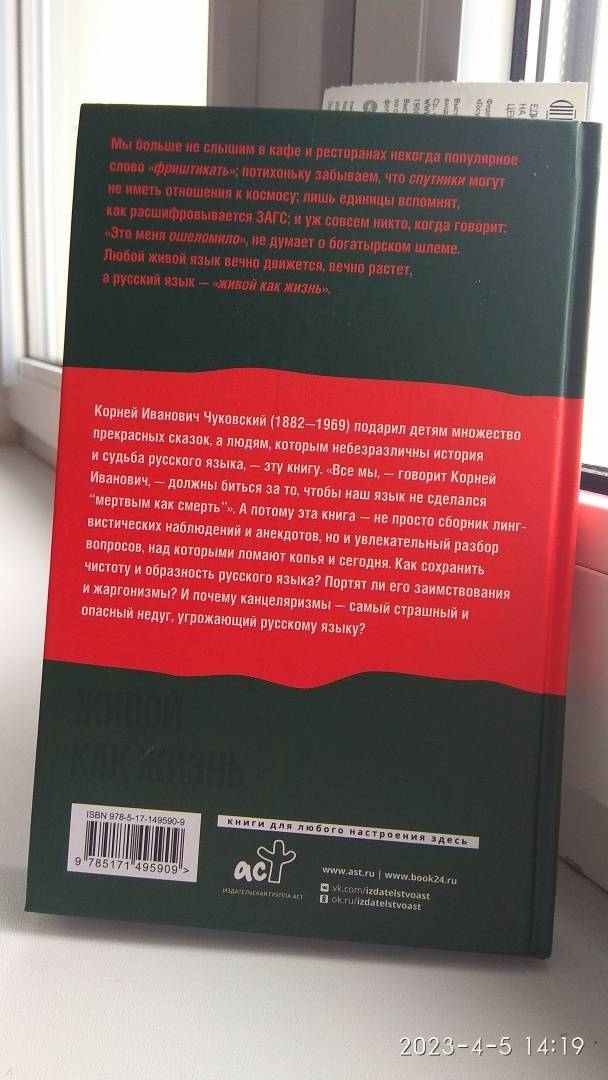 Мы больше не слышим в кафе и ресторанах некогда популярное
слово «фриштикать»; потихоньку забываем, что спутники могут
не иметь отношения к космосу; лишь единицы вспомнят,
как расшифровывается ЗАГС; и уж совсем никто, когда говорит:
«Это меня ошеломило», не думает о богатырском шлеме.
Любой живой язык вечно движется, вечно растет,
а русский язык — «живой как жизнь».
Корней Иванович Чуковский (1882—1969) подарил детям множество
прекрасных сказок, а людям, которым небезразличны история
и судьба русского языка, — эту книгу. «Все мы, — говорит Корней
Иванович, — должны биться за то, чтобы наш язык не сделался
“мертвым как смерть”». А потому эта книга — не просто сборник линг-
вистических наблюдений и анекдотов, но и увлекательный разбор
вопросов, над которыми ломают копья и сегодня. Как сохранить
чистоту и образность русского языка? Портят ли его заимствования
и жаргонизмы? И почему канцеляризмы — самый страшный и
опасный недуг, угрожающий русскому языку?
ЖИВОЙ
КАК ЖИЗНЬ
ISBN 978-5-17-149590-9
9 785171 495909 >
книги для любого настроения здесь
аст
ИЗДАТЕЛЬСКАЯ ГРУППА АСТ
www.ast.ru | www.book24.ru
vk.com/izdatelstvoast
ok.ru/izdatelstvoast
2023-4-5 14:19